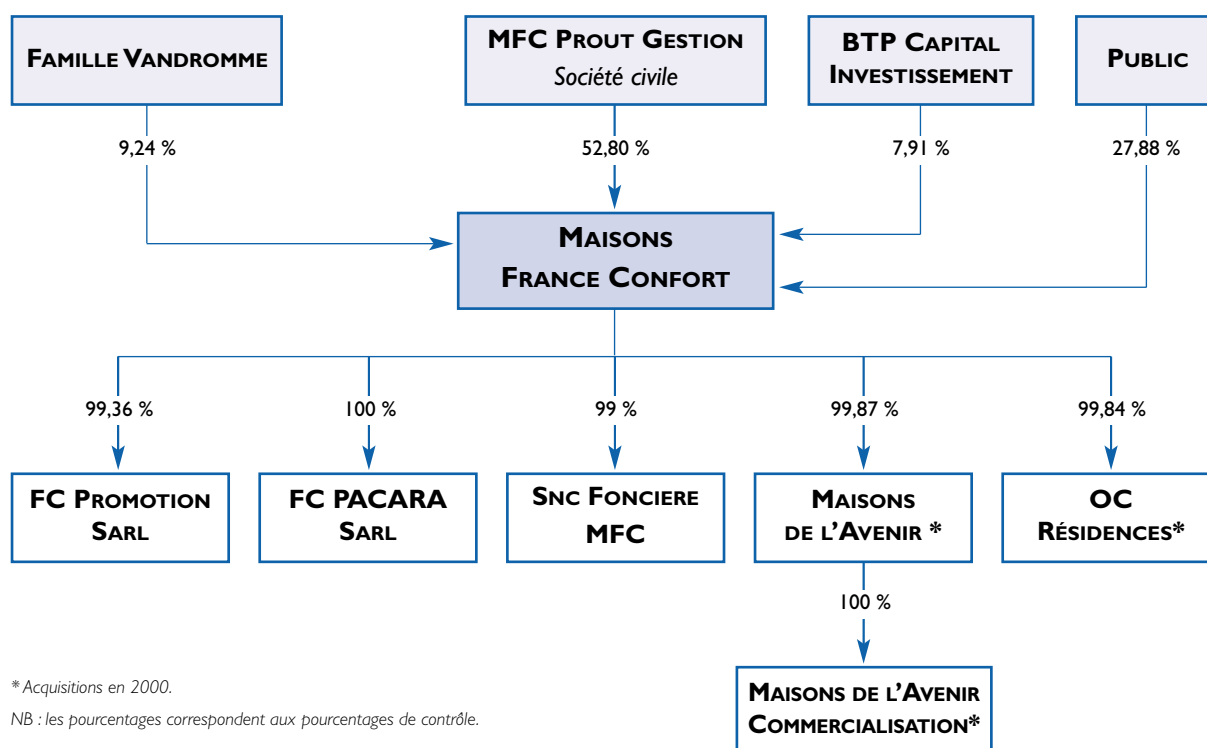 FAMILLE VANDROMME
MFC PROUT GESTION
Société civile
BTP CAPITAL
INVESTISSEMENT
PUBLIC
9,24 %
52,80 %
7,91 %
27,88 %
MAISONS
FRANCE CONFORT
99,36 %
100 %
99 %
99,87 %
99,84 %
FC PROMOTION
SARL
FC PACARA
SARL
SNC FONCIERE
MFC
MAISONS
DE L'AVENIR *
OC
RÉSIDENCES*
100 %
MAISONS DE L'AVENIR
COMMERCIALISATION*
* Acquisitions en 2000.
NB : les pourcentages correspondent aux pourcentages de contrôle.